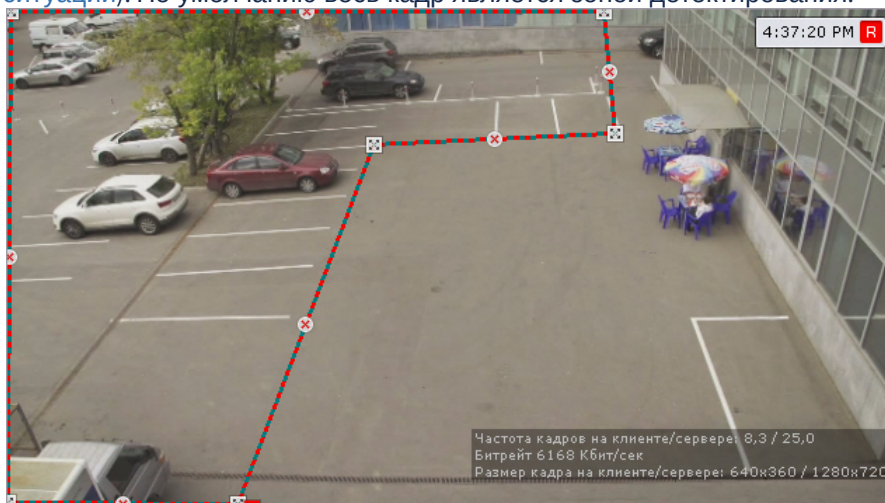 ситуации). По умолчанию весь кадр является зоной детектирования.
4:37:20 PM R
Частота кадров на клиенте/сервере: 8,3 / 25,0
Битрейт 6168 Кбит/сек
Размер кадра на клиенте/сервере: 640x360 / 1280x720